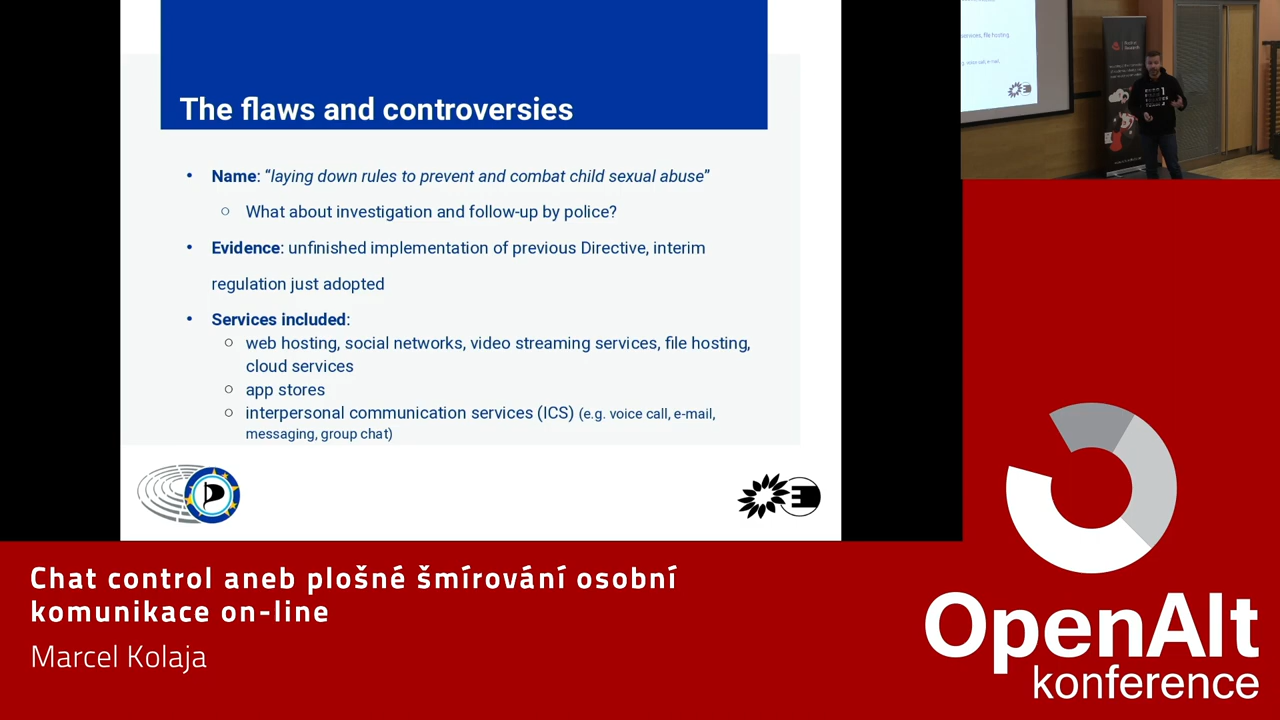 The flaws and controversies
• Name: “laying down rules to prevent and combat child sexual abuse”
○ What about investigation and follow-up by police?
• Evidence: unfinished implementation of previous Directive, interim
regulation just adopted
• Services included:
○ web hosting, social networks, video streaming services, file hosting,
cloud services
○ app stores
○ interpersonal communication services (ICS) (e.g. voice call, e-mail,
messaging, group chat)
Chat control aneb plošné šmírování osobní
komunikace on-line
Marcel Kolaja
OpenAlt
konference